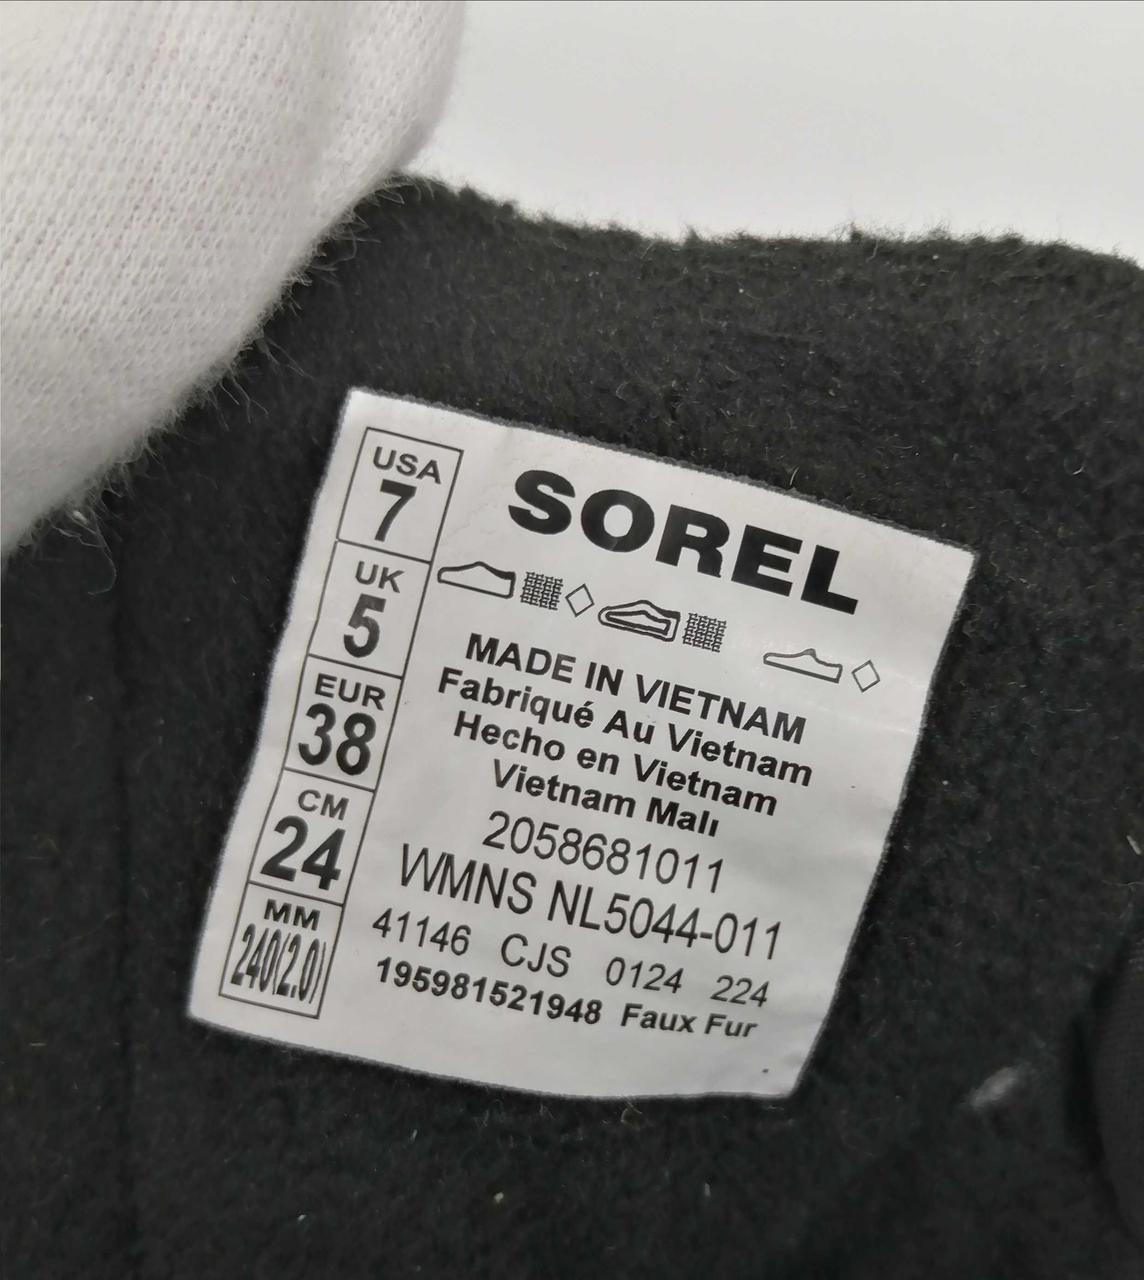 USA
7
UK
5
EUR
38
CM
24
MM
240(2.0)
SOREL
MADE IN VIETNAM
Fabriqué Au Vietnam
Hecho en Vietnam
Vietnam Malı
2058681011
WMNS NL5044-011
41146 CJS 0124 224
195981521948 Faux Fur